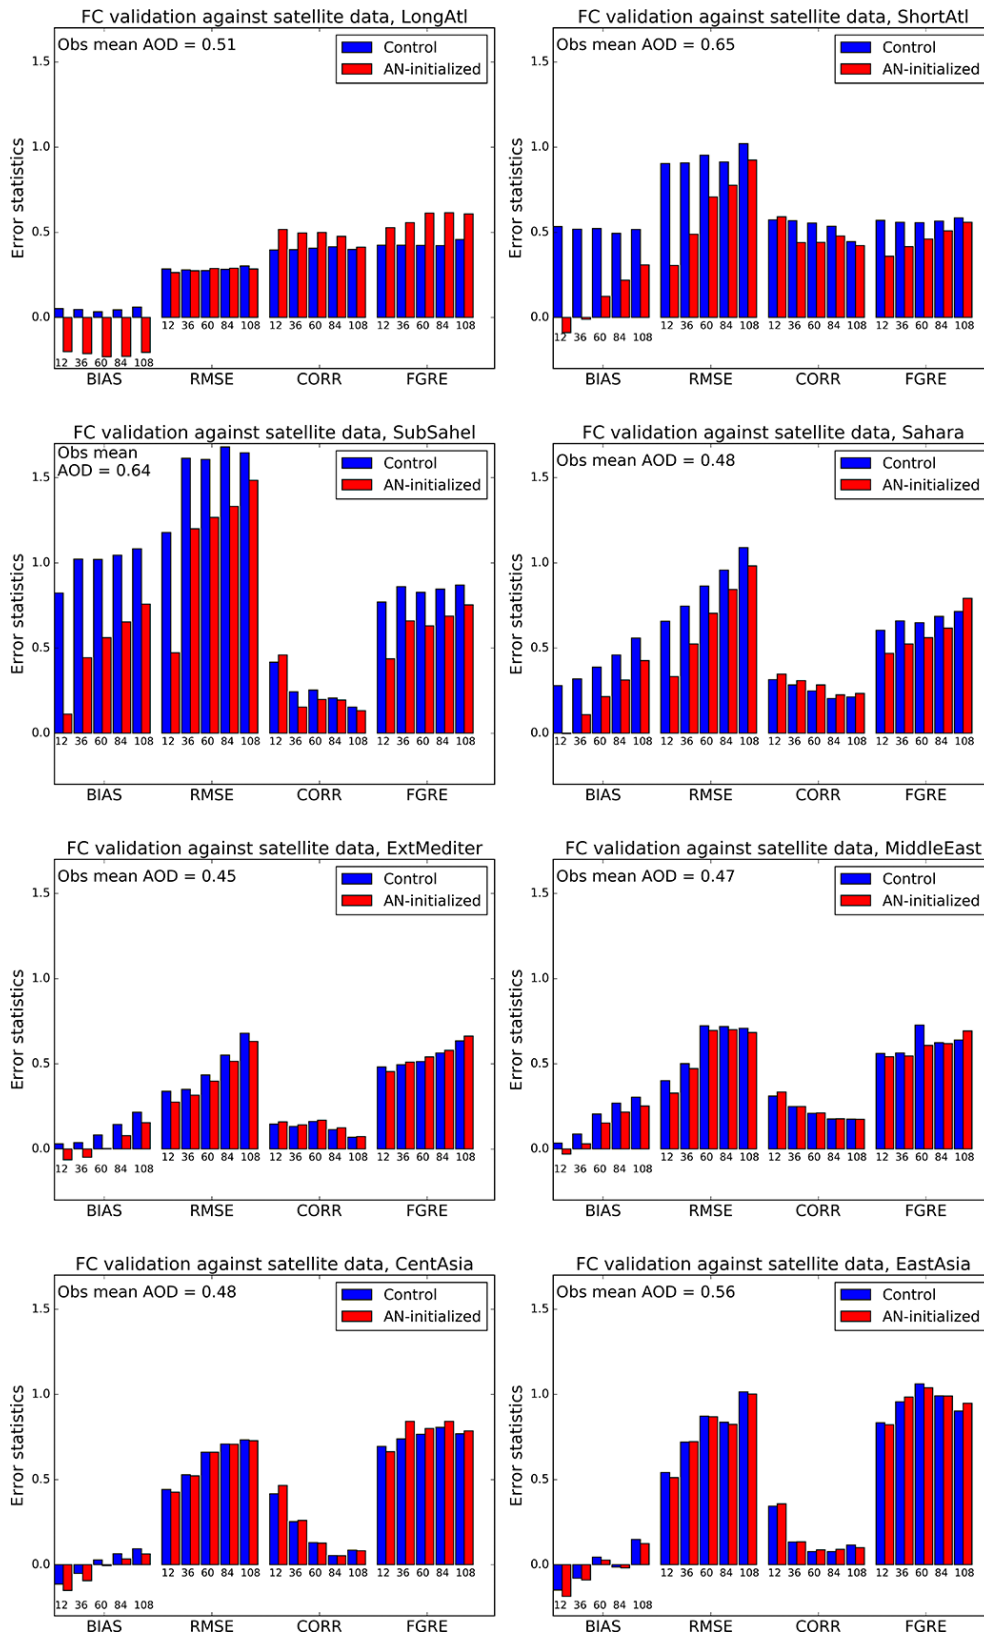 FC validation against satellite data, LongAtl
Obs mean AOD = 0.51
Control
AN-initialized
1.5
1.0
0.5
0.0
Error statistics
12 36 60 84 108
12 36 60 84 108
12 36 60 84 108
12 36 60 84 108
BIAS RMSE CORR FGRE
FC validation against satellite data, ShortAtl
Obs mean AOD = 0.65
Control
AN-initialized
1.5
1.0
0.5
0.0
Error statistics
12 36 60 84 108
12 36 60 84 108
12 36 60 84 108
12 36 60 84 108
BIAS RMSE CORR FGRE
FC validation against satellite data, SubSahel
Obs mean
AOD = 0.64
Control
AN-initialized
1.5
1.0
0.5
0.0
Error statistics
12 36 60 84 108
12 36 60 84 108
12 36 60 84 108
12 36 60 84 108
BIAS RMSE CORR FGRE
FC validation against satellite data, Sahara
Obs mean AOD = 0.48
Control
AN-initialized
1.5
1.0
0.5
0.0
Error statistics
12 36 60 84 108
12 36 60 84 108
12 36 60 84 108
12 36 60 84 108
BIAS RMSE CORR FGRE
FC validation against satellite data, ExtMediter
Obs mean AOD = 0.45
Control
AN-initialized
1.5
1.0
0.5
0.0
Error statistics
12 36 60 84 108
12 36 60 84 108
12 36 60 84 108
12 36 60 84 108
BIAS RMSE CORR FGRE
FC validation against satellite data, MiddleEast
Obs mean AOD = 0.47
Control
AN-initialized
1.5
1.0
0.5
0.0
Error statistics
12 36 60 84 108
12 36 60 84 108
12 36 60 84 108
12 36 60 84 108
BIAS RMSE CORR FGRE
FC validation against satellite data, CentAsia
Obs mean AOD = 0.48
Control
AN-initialized
1.5
1.0
0.5
0.0
Error statistics
12 36 60 84 108
12 36 60 84 108
12 36 60 84 108
12 36 60 84 108
BIAS RMSE CORR FGRE
FC validation against satellite data, EastAsia
Obs mean AOD = 0.56
Control
AN-initialized
1.5
1.0
0.5
0.0
Error statistics
12 36 60 84 108
12 36 60 84 108
12 36 60 84 108
12 36 60 84 108
BIAS RMSE CORR FGRE